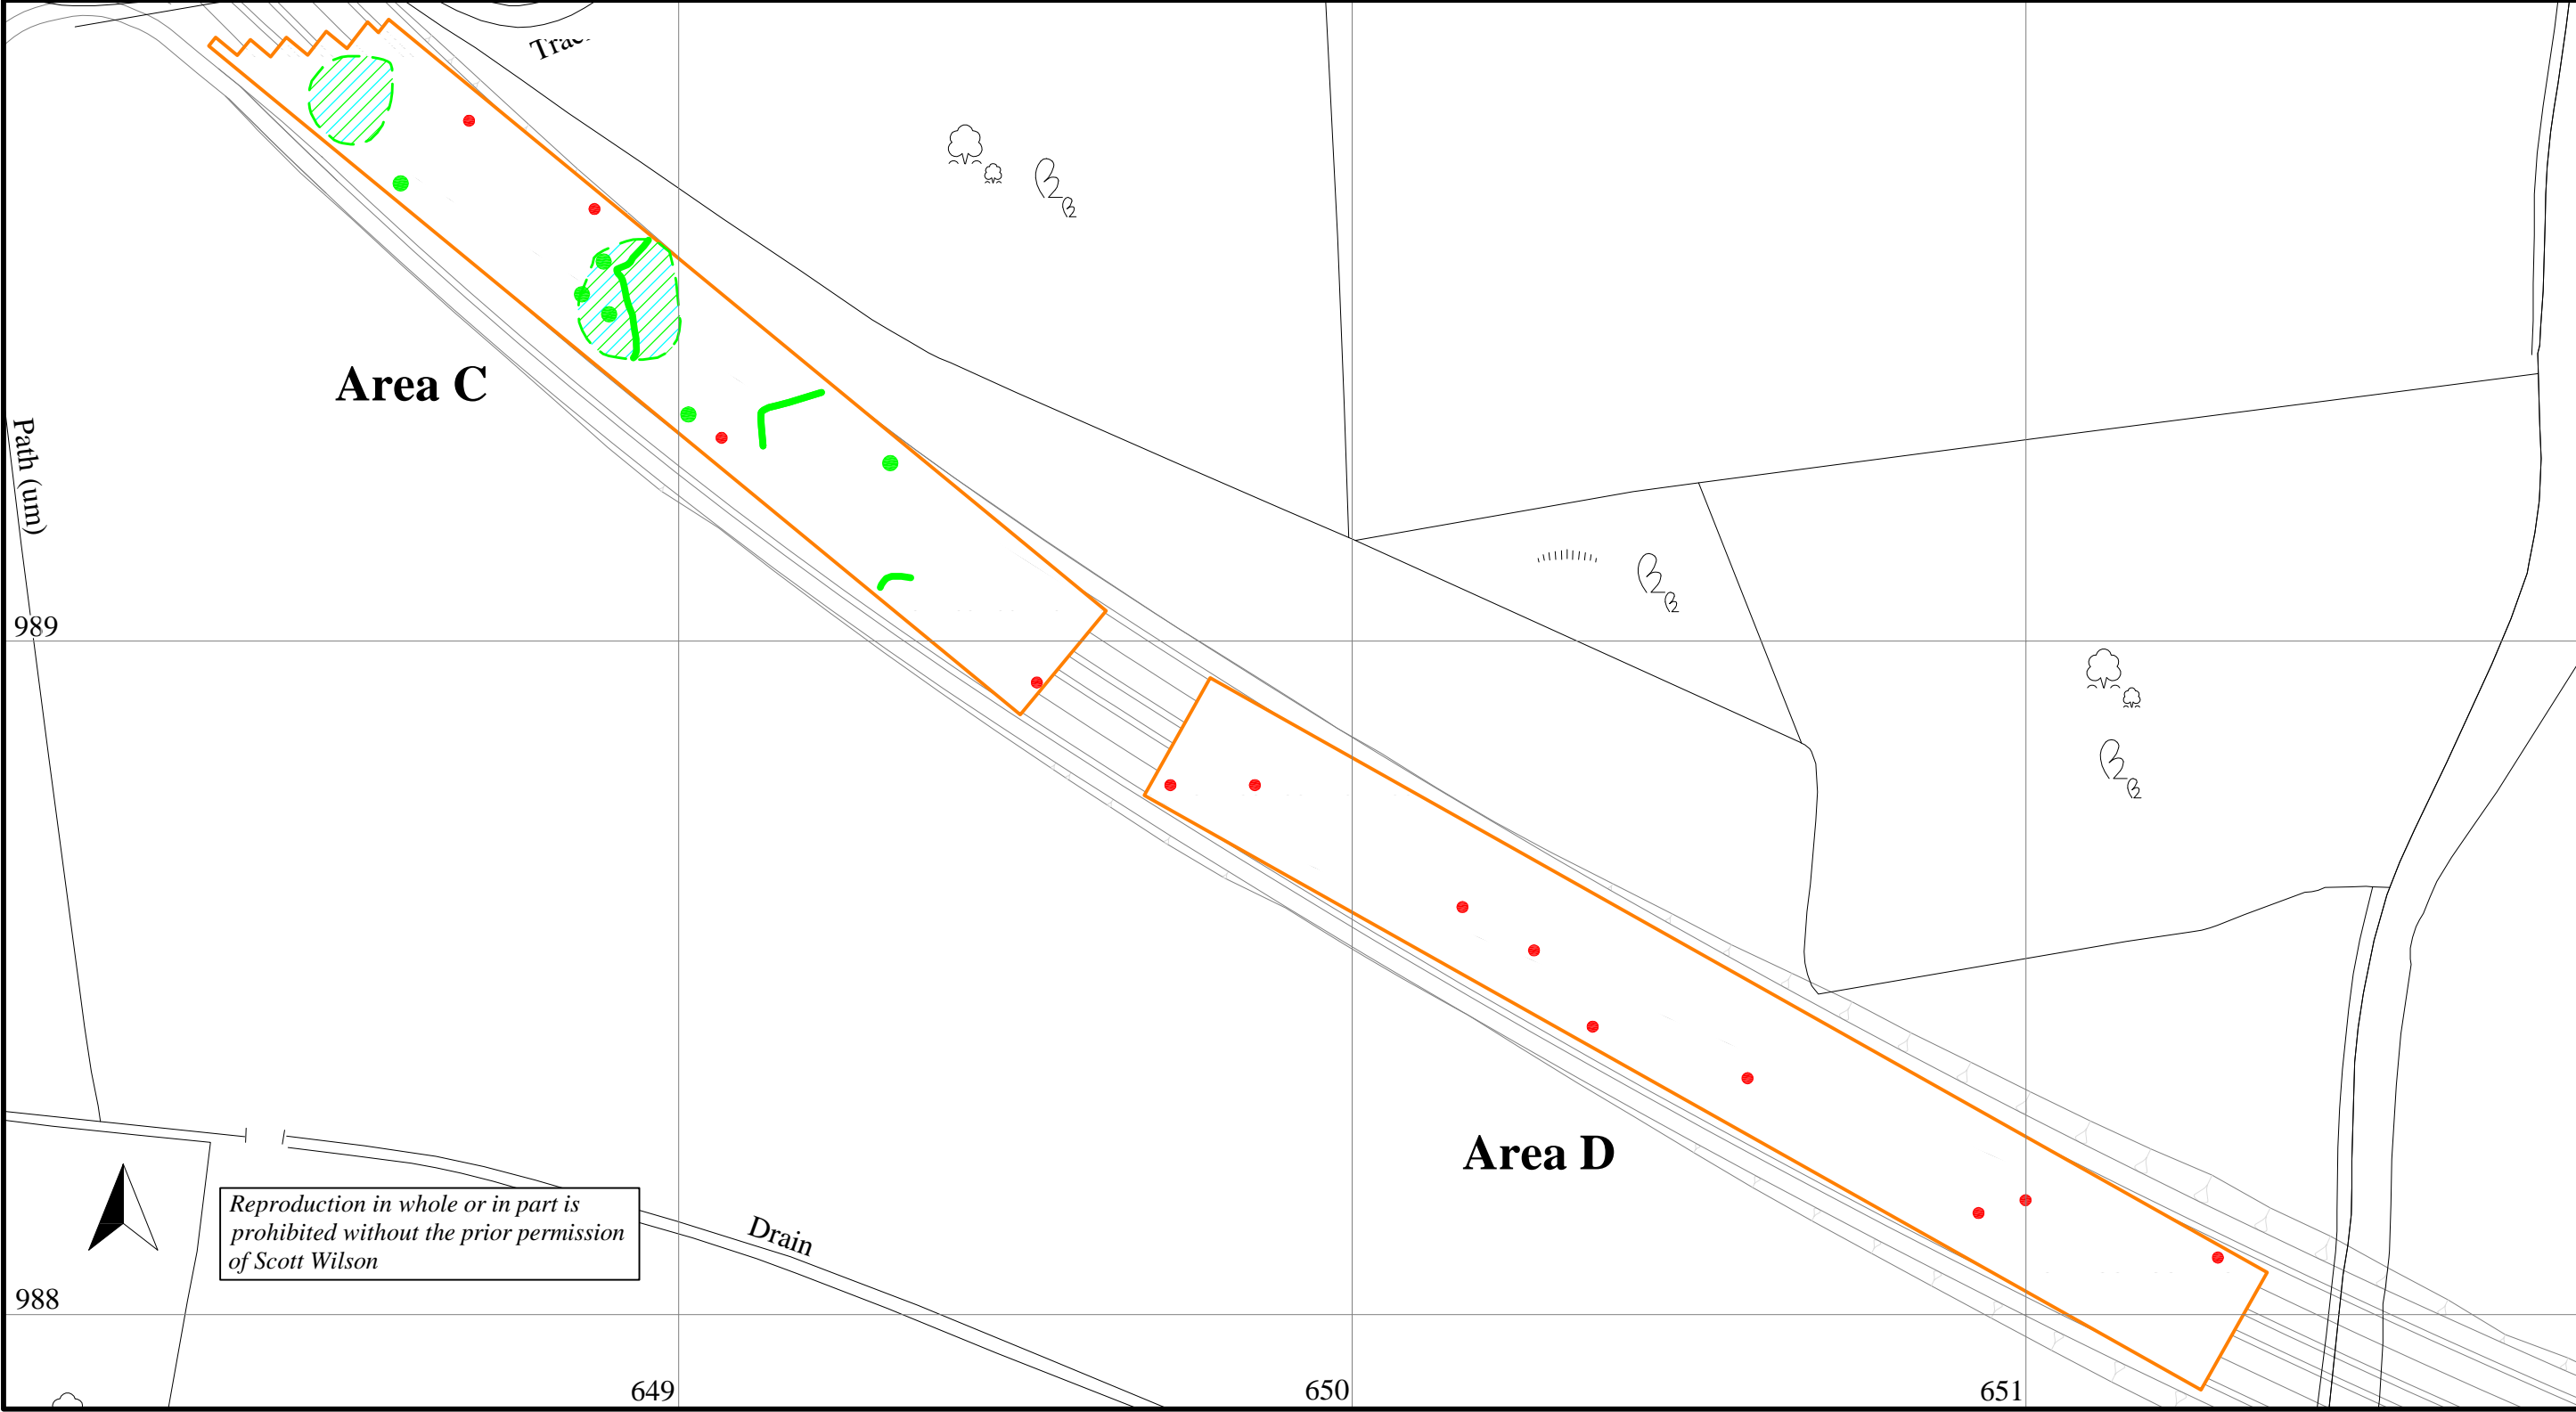 Area C
Path (um)
989
Area D
Reproduction in whole or in part is
prohibited without the prior permission
of Scott Wilson
Drain
988
649
650
651